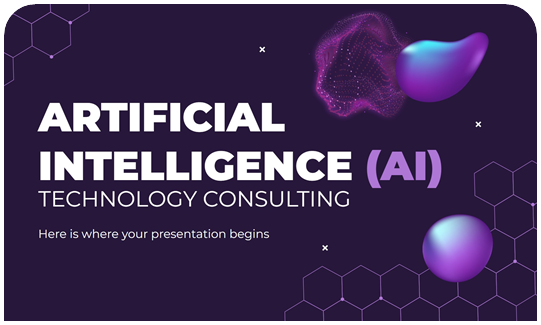 ARTIFICIAL
INTELLIGENCE (AI)
TECHNOLOGY CONSULTING
Here is where your presentation begins